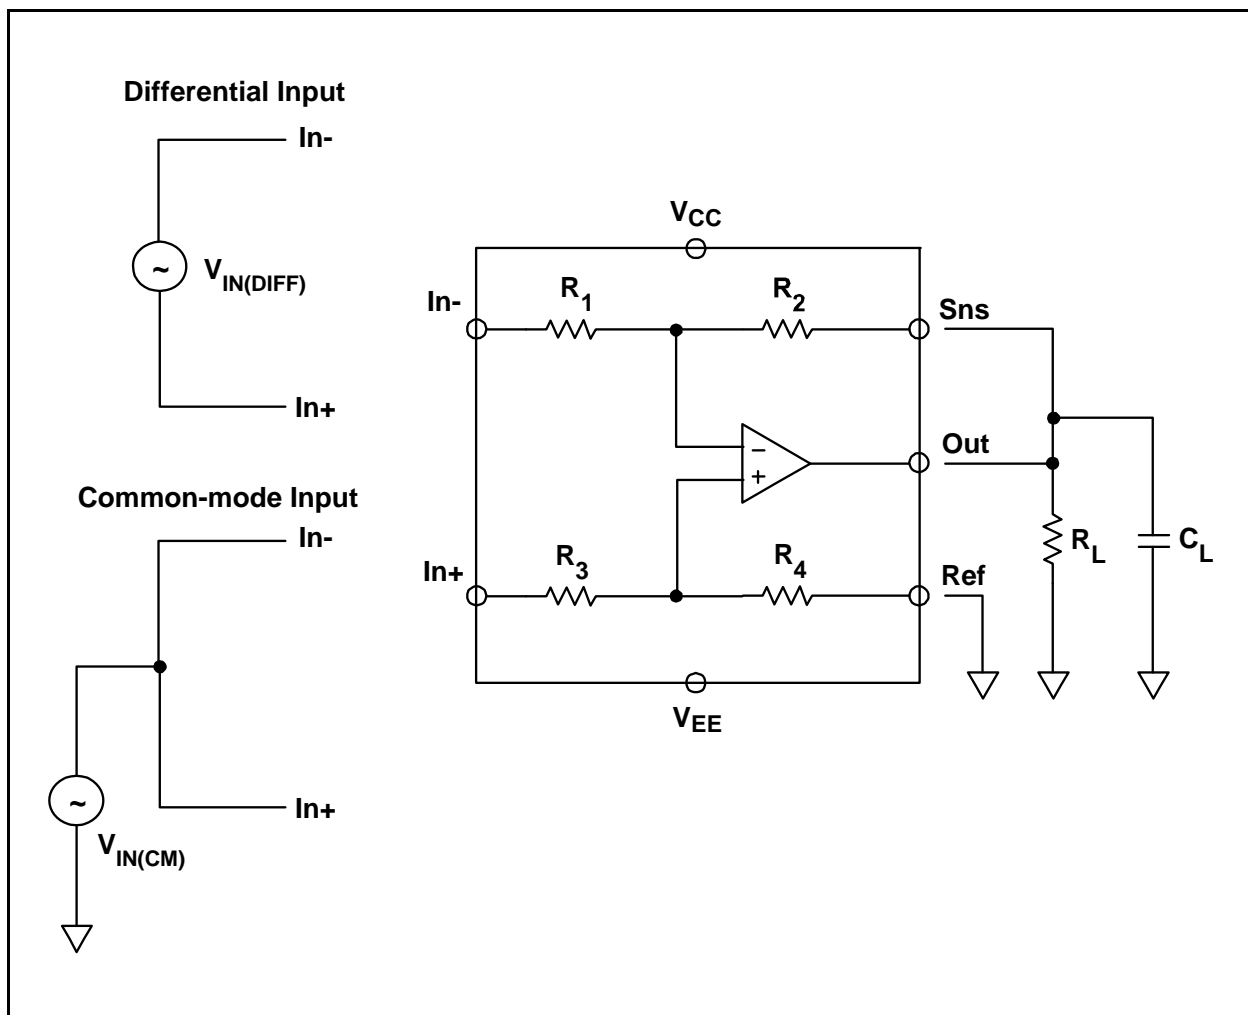 Differential Input
In-
~
V_IN(DIFF)
In+
Common-mode Input
In-
~
V_IN(CM)
In+
V_CC
In-
R_1
R_2
Sns
−
+
Out
In+
R_3
R_4
Ref
V_EE
R_L
C_L